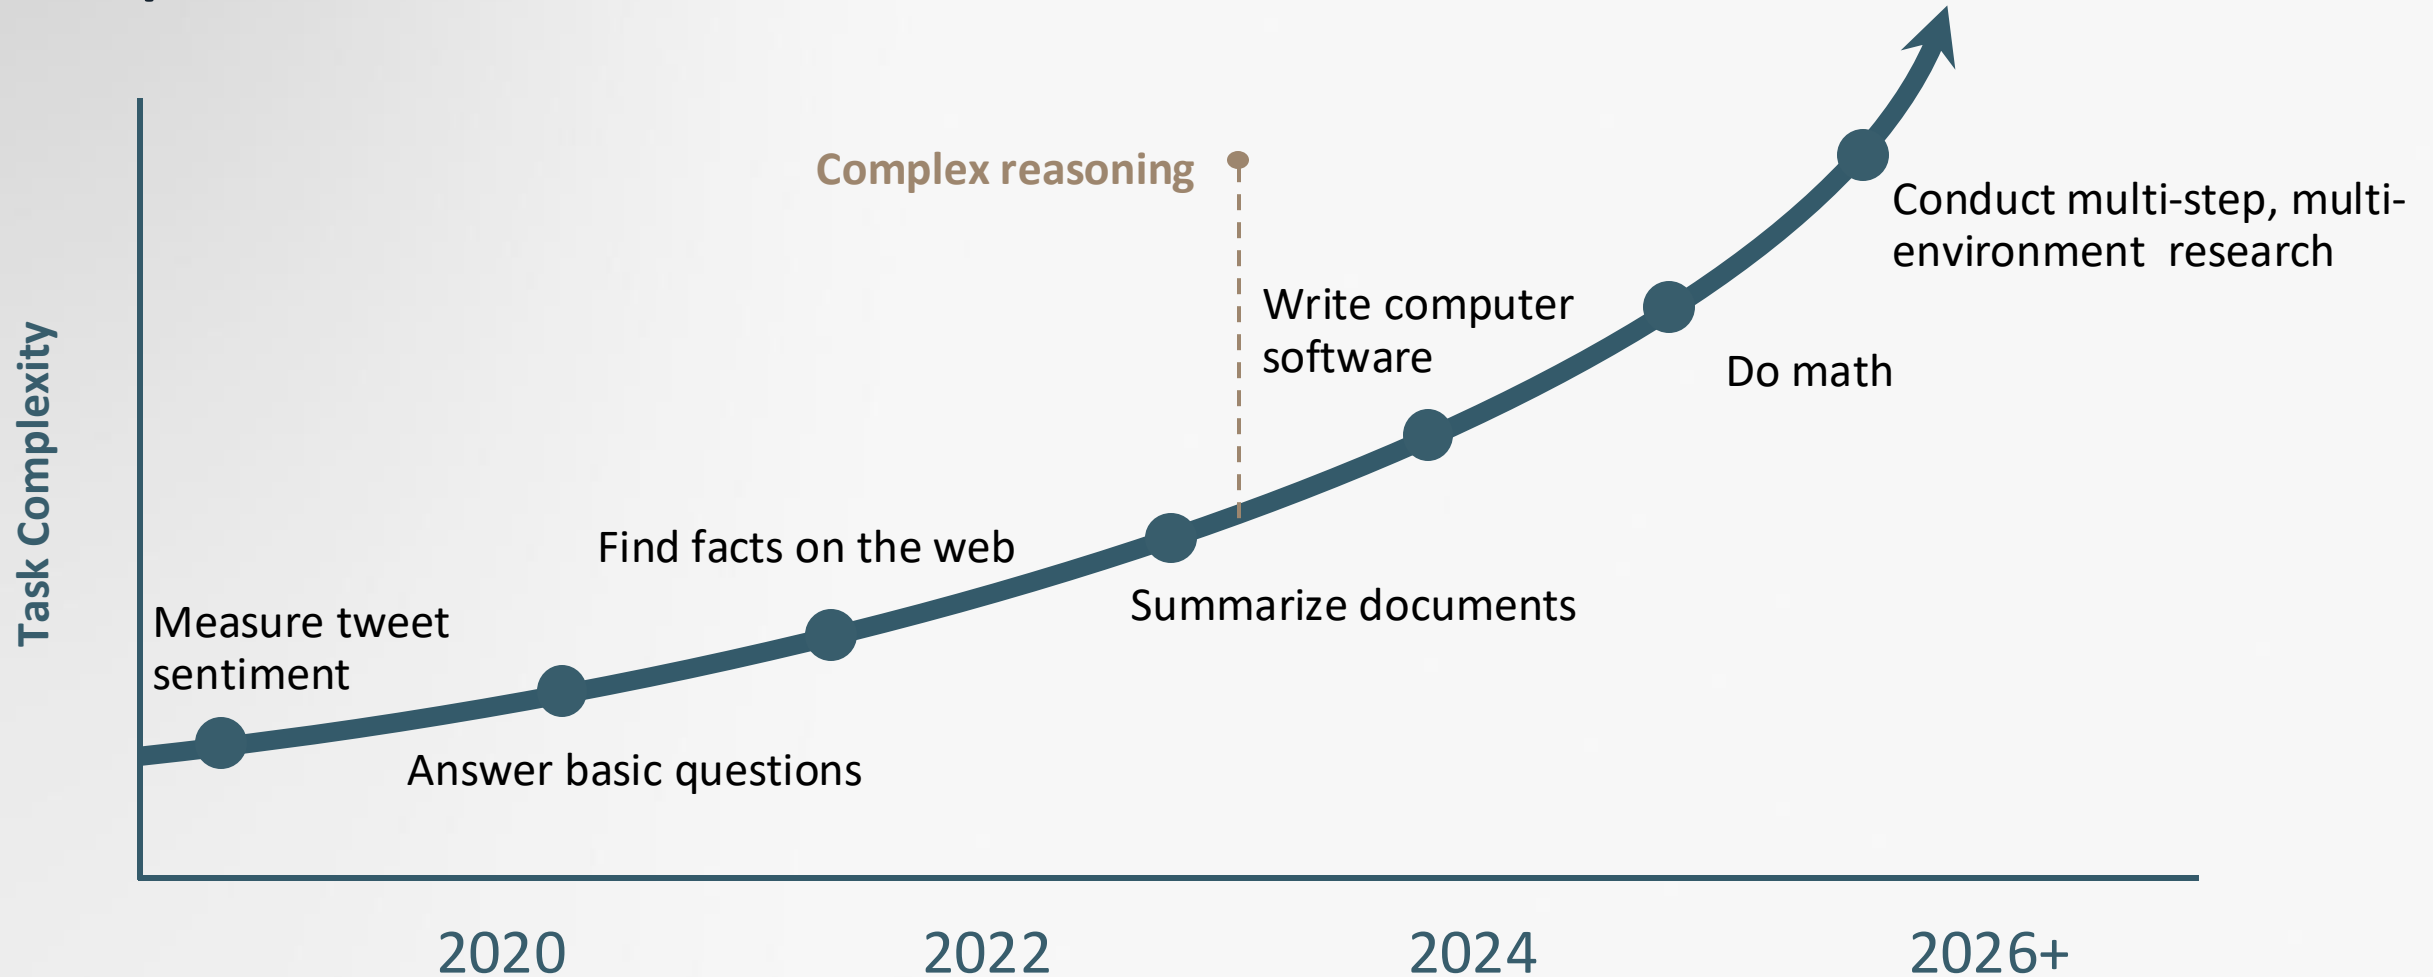 Complex reasoning
Conduct multi-step, multi-
environment research
Write computer
software
Do math
Task Complexity
Find facts on the web
Summarize documents
Measure tweet
sentiment
Answer basic questions
2020
2022
2024
2026+